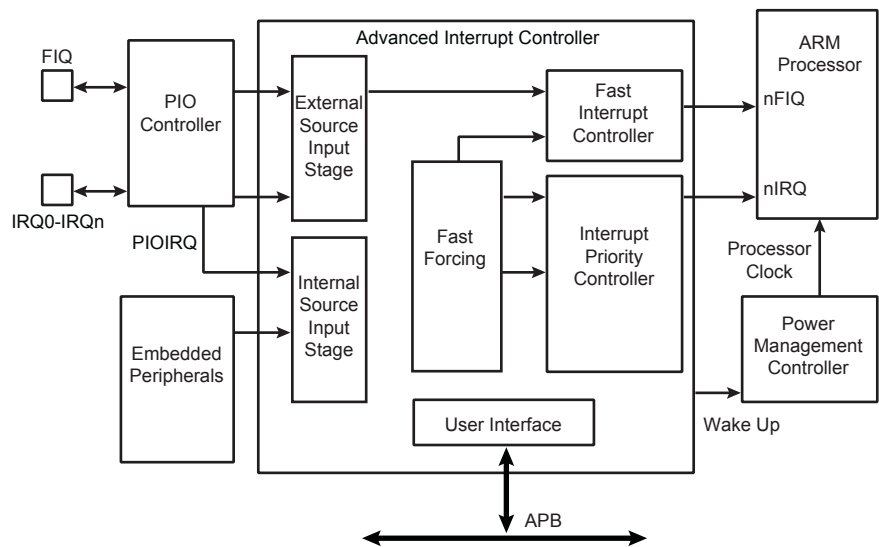 Advanced Interrupt Controller
FIQ
PIO
Controller
IRQ0-IRQn
PIOIRQ
Embedded
Peripherals
External
Source
Input
Stage
Internal
Source
Input
Stage
Fast
Forcing
Fast
Interrupt
Controller
Interrupt
Priority
Controller
User Interface
APB
ARM
Processor
nFIQ
nIRQ
Processor
Clock
Power
Management
Controller
Wake Up